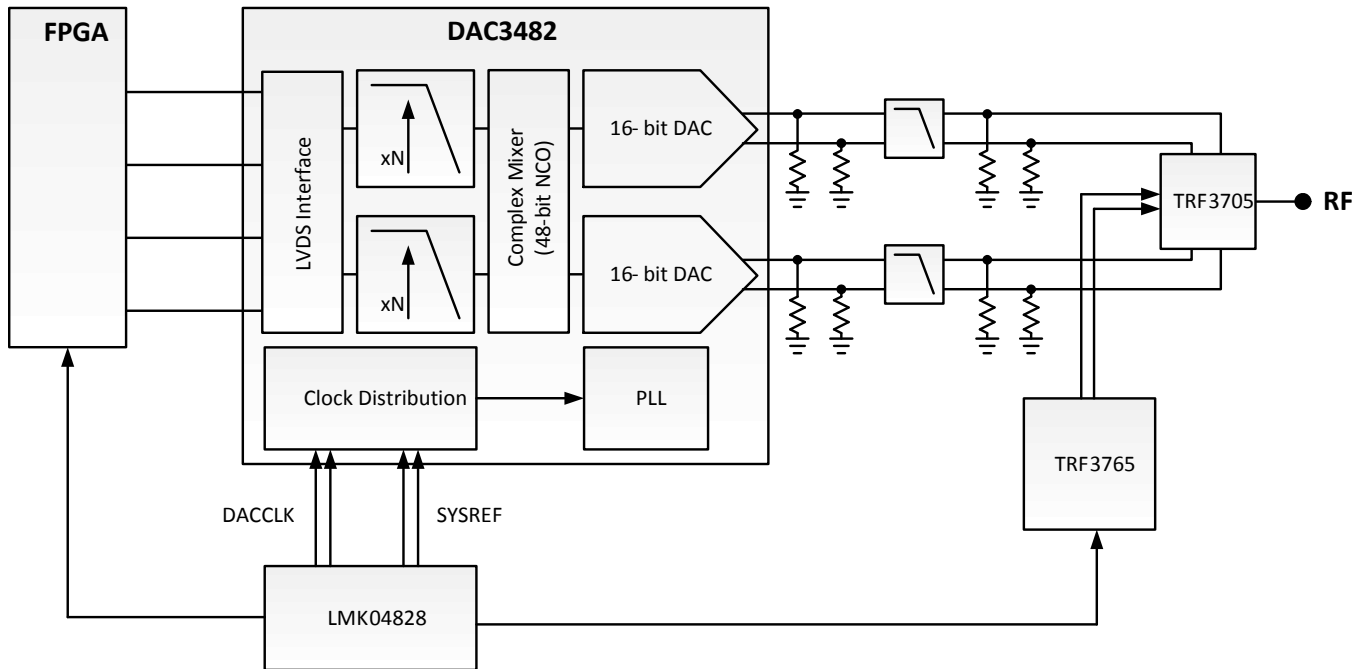 FPGA
DAC3482
LVDS Interface
xN
xN
Complex Mixer
(48-bit NCO)
16- bit DAC
16- bit DAC
TRF3705
RF
Clock Distribution
PLL
TRF3765
DACCLK
SYSREF
LMK04828